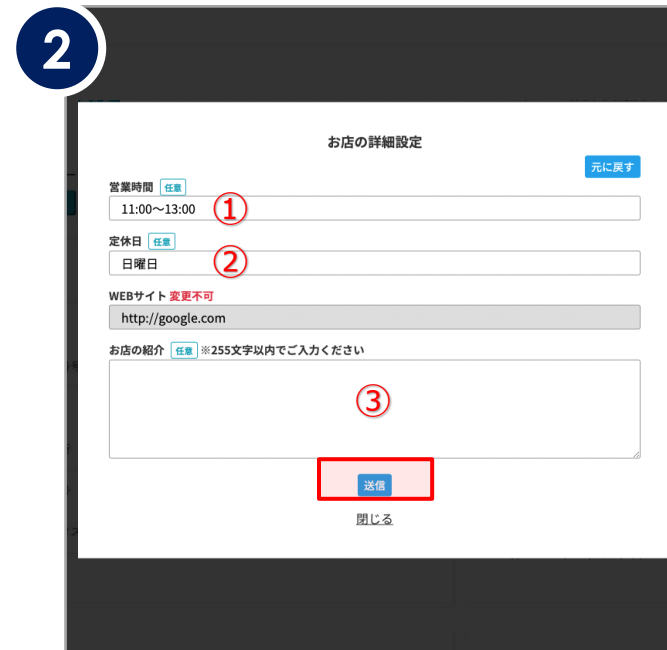 2
お店の詳細設定
元に戻す
営業時間 任意
11:00〜13:00 ①
定休日 任意
日曜日 ②
WEBサイト 変更不可
http://google.com
お店の紹介 任意 ※255文字以内でご入力ください
③
送信
閉じる